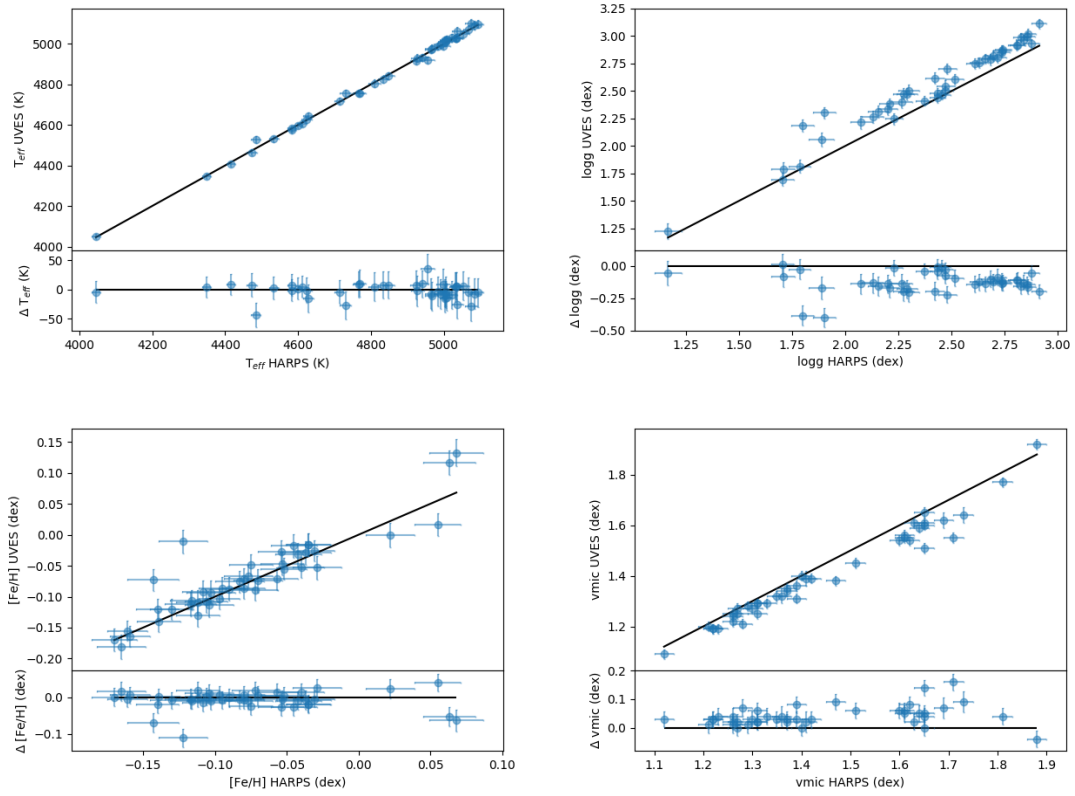 5000
4800
4600
4400
4200
4000
T_eff UVES (K)
50
0
−50
Δ T_eff (K)
4000 4200 4400 4600 4800 5000
T_eff HARPS (K)
3.25
3.00
2.75
2.50
2.25
2.00
1.75
1.50
1.25
logg UVES (dex)
0.00
−0.25
−0.50
Δ logg (dex)
1.25 1.50 1.75 2.00 2.25 2.50 2.75 3.00
logg HARPS (dex)
0.15
0.10
0.05
0.00
−0.05
−0.10
−0.15
−0.20
[Fe/H] UVES (dex)
0.0
−0.1
Δ [Fe/H] (dex)
−0.15 −0.10 −0.05 0.00 0.05 0.10
[Fe/H] HARPS (dex)
1.8
1.6
1.4
1.2
vmic UVES (dex)
0.2
0.1
0.0
Δ vmic (dex)
1.1 1.2 1.3 1.4 1.5 1.6 1.7 1.8 1.9
vmic HARPS (dex)